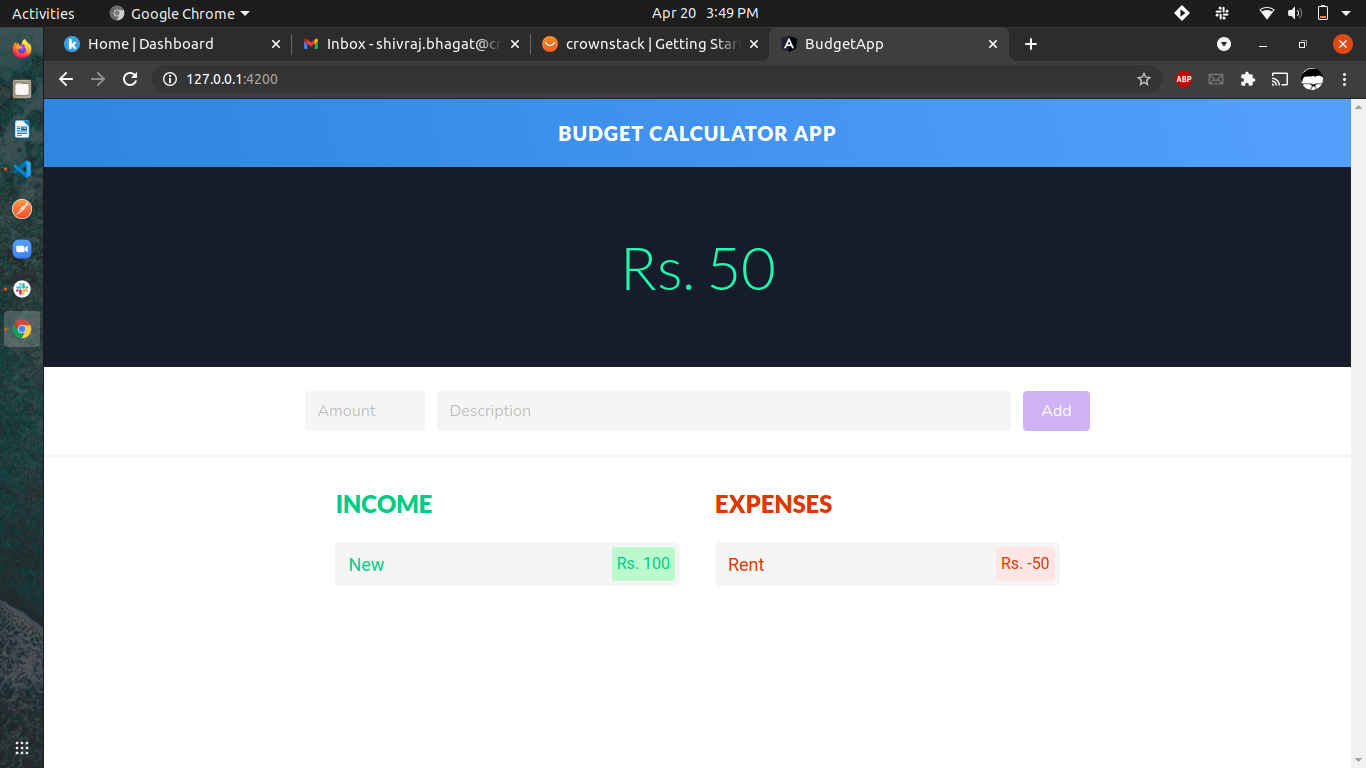 Activities
Google Chrome
Apr 20 3:49 PM
Home | Dashboard
Inbox - shivraj.bhagat@cr
crownstack | Getting Star
BudgetApp
127.0.0.1:4200
ABP
BUDGET CALCULATOR APP
Rs. 50
Amount
Description
Add
INCOME
EXPENSES
New
Rs. 100
Rent
Rs. -50